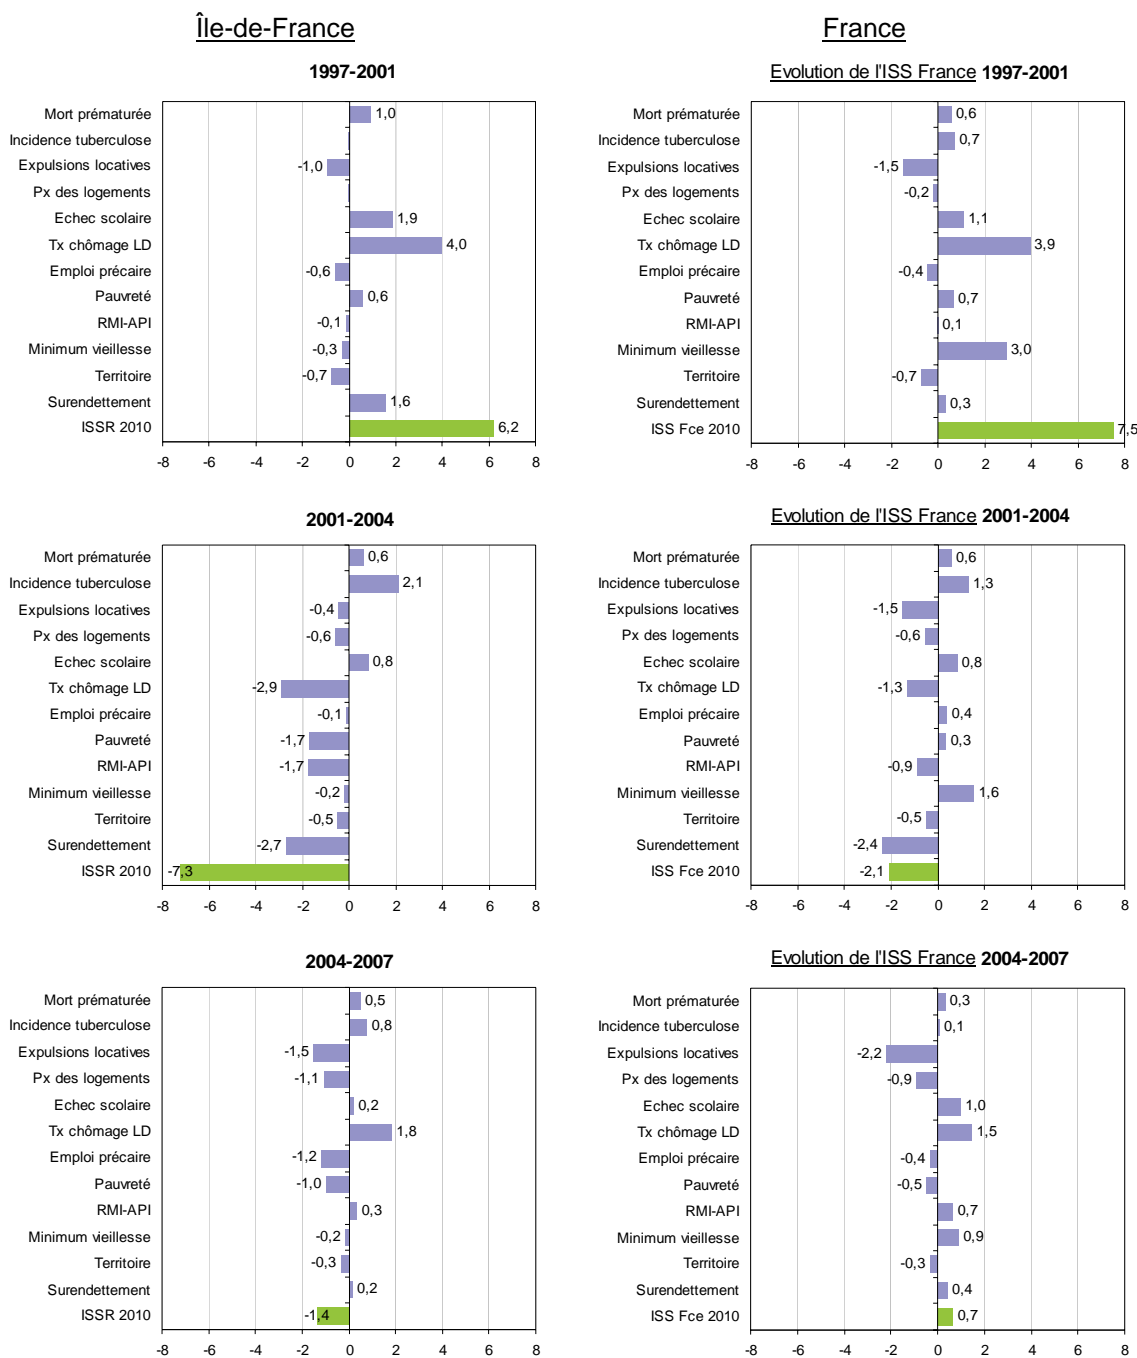 Île-de-France
France
1997-2001
Evolution de l'ISS France 1997-2001
Mort prématurée 1,0
Incidence tuberculose
Expulsions locatives -1,0
Px des logements
Echec scolaire 1,9
Tx chômage LD 4,0
Emploi précaire -0,6
Pauvreté 0,6
RMI-API -0,1
Minimum vieillesse -0,3
Territoire -0,7
Surendettement 1,6
ISSR 2010 6,2
-8 -6 -4 -2 0 2 4 6 8
Mort prématurée 0,6
Incidence tuberculose 0,7
Expulsions locatives -1,5
Px des logements -0,2
Echec scolaire 1,1
Tx chômage LD 3,9
Emploi précaire -0,4
Pauvreté 0,7
RMI-API 0,1
Minimum vieillesse 3,0
Territoire -0,7
Surendettement 0,3
ISS Fce 2010 7,5
-8 -6 -4 -2 0 2 4 6 8
2001-2004
Evolution de l'ISS France 2001-2004
Mort prématurée 0,6
Incidence tuberculose 2,1
Expulsions locatives -0,4
Px des logements -0,6
Echec scolaire 0,8
Tx chômage LD -2,9
Emploi précaire -0,1
Pauvreté -1,7
RMI-API -1,7
Minimum vieillesse -0,2
Territoire -0,5
Surendettement -2,7
ISSR 2010 -7,3
-8 -6 -4 -2 0 2 4 6 8
Mort prématurée 0,6
Incidence tuberculose 1,3
Expulsions locatives -1,5
Px des logements -0,6
Echec scolaire 0,8
Tx chômage LD -1,3
Emploi précaire 0,4
Pauvreté 0,3
RMI-API -0,9
Minimum vieillesse 1,6
Territoire -0,5
Surendettement -2,4
ISS Fce 2010 -2,1
-8 -6 -4 -2 0 2 4 6 8
2004-2007
Evolution de l'ISS France 2004-2007
Mort prématurée 0,5
Incidence tuberculose 0,8
Expulsions locatives -1,5
Px des logements -1,1
Echec scolaire 0,2
Tx chômage LD 1,8
Emploi précaire -1,2
Pauvreté -1,0
RMI-API 0,3
Minimum vieillesse -0,2
Territoire -0,3
Surendettement 0,2
ISSR 2010 -1,4
-8 -6 -4 -2 0 2 4 6 8
Mort prématurée 0,3
Incidence tuberculose 0,1
Expulsions locatives -2,2
Px des logements -0,9
Echec scolaire 1,0
Tx chômage LD 1,5
Emploi précaire -0,4
Pauvreté -0,5
RMI-API 0,7
Minimum vieillesse 0,9
Territoire -0,3
Surendettement 0,4
ISS Fce 2010 0,7
-8 -6 -4 -2 0 2 4 6 8